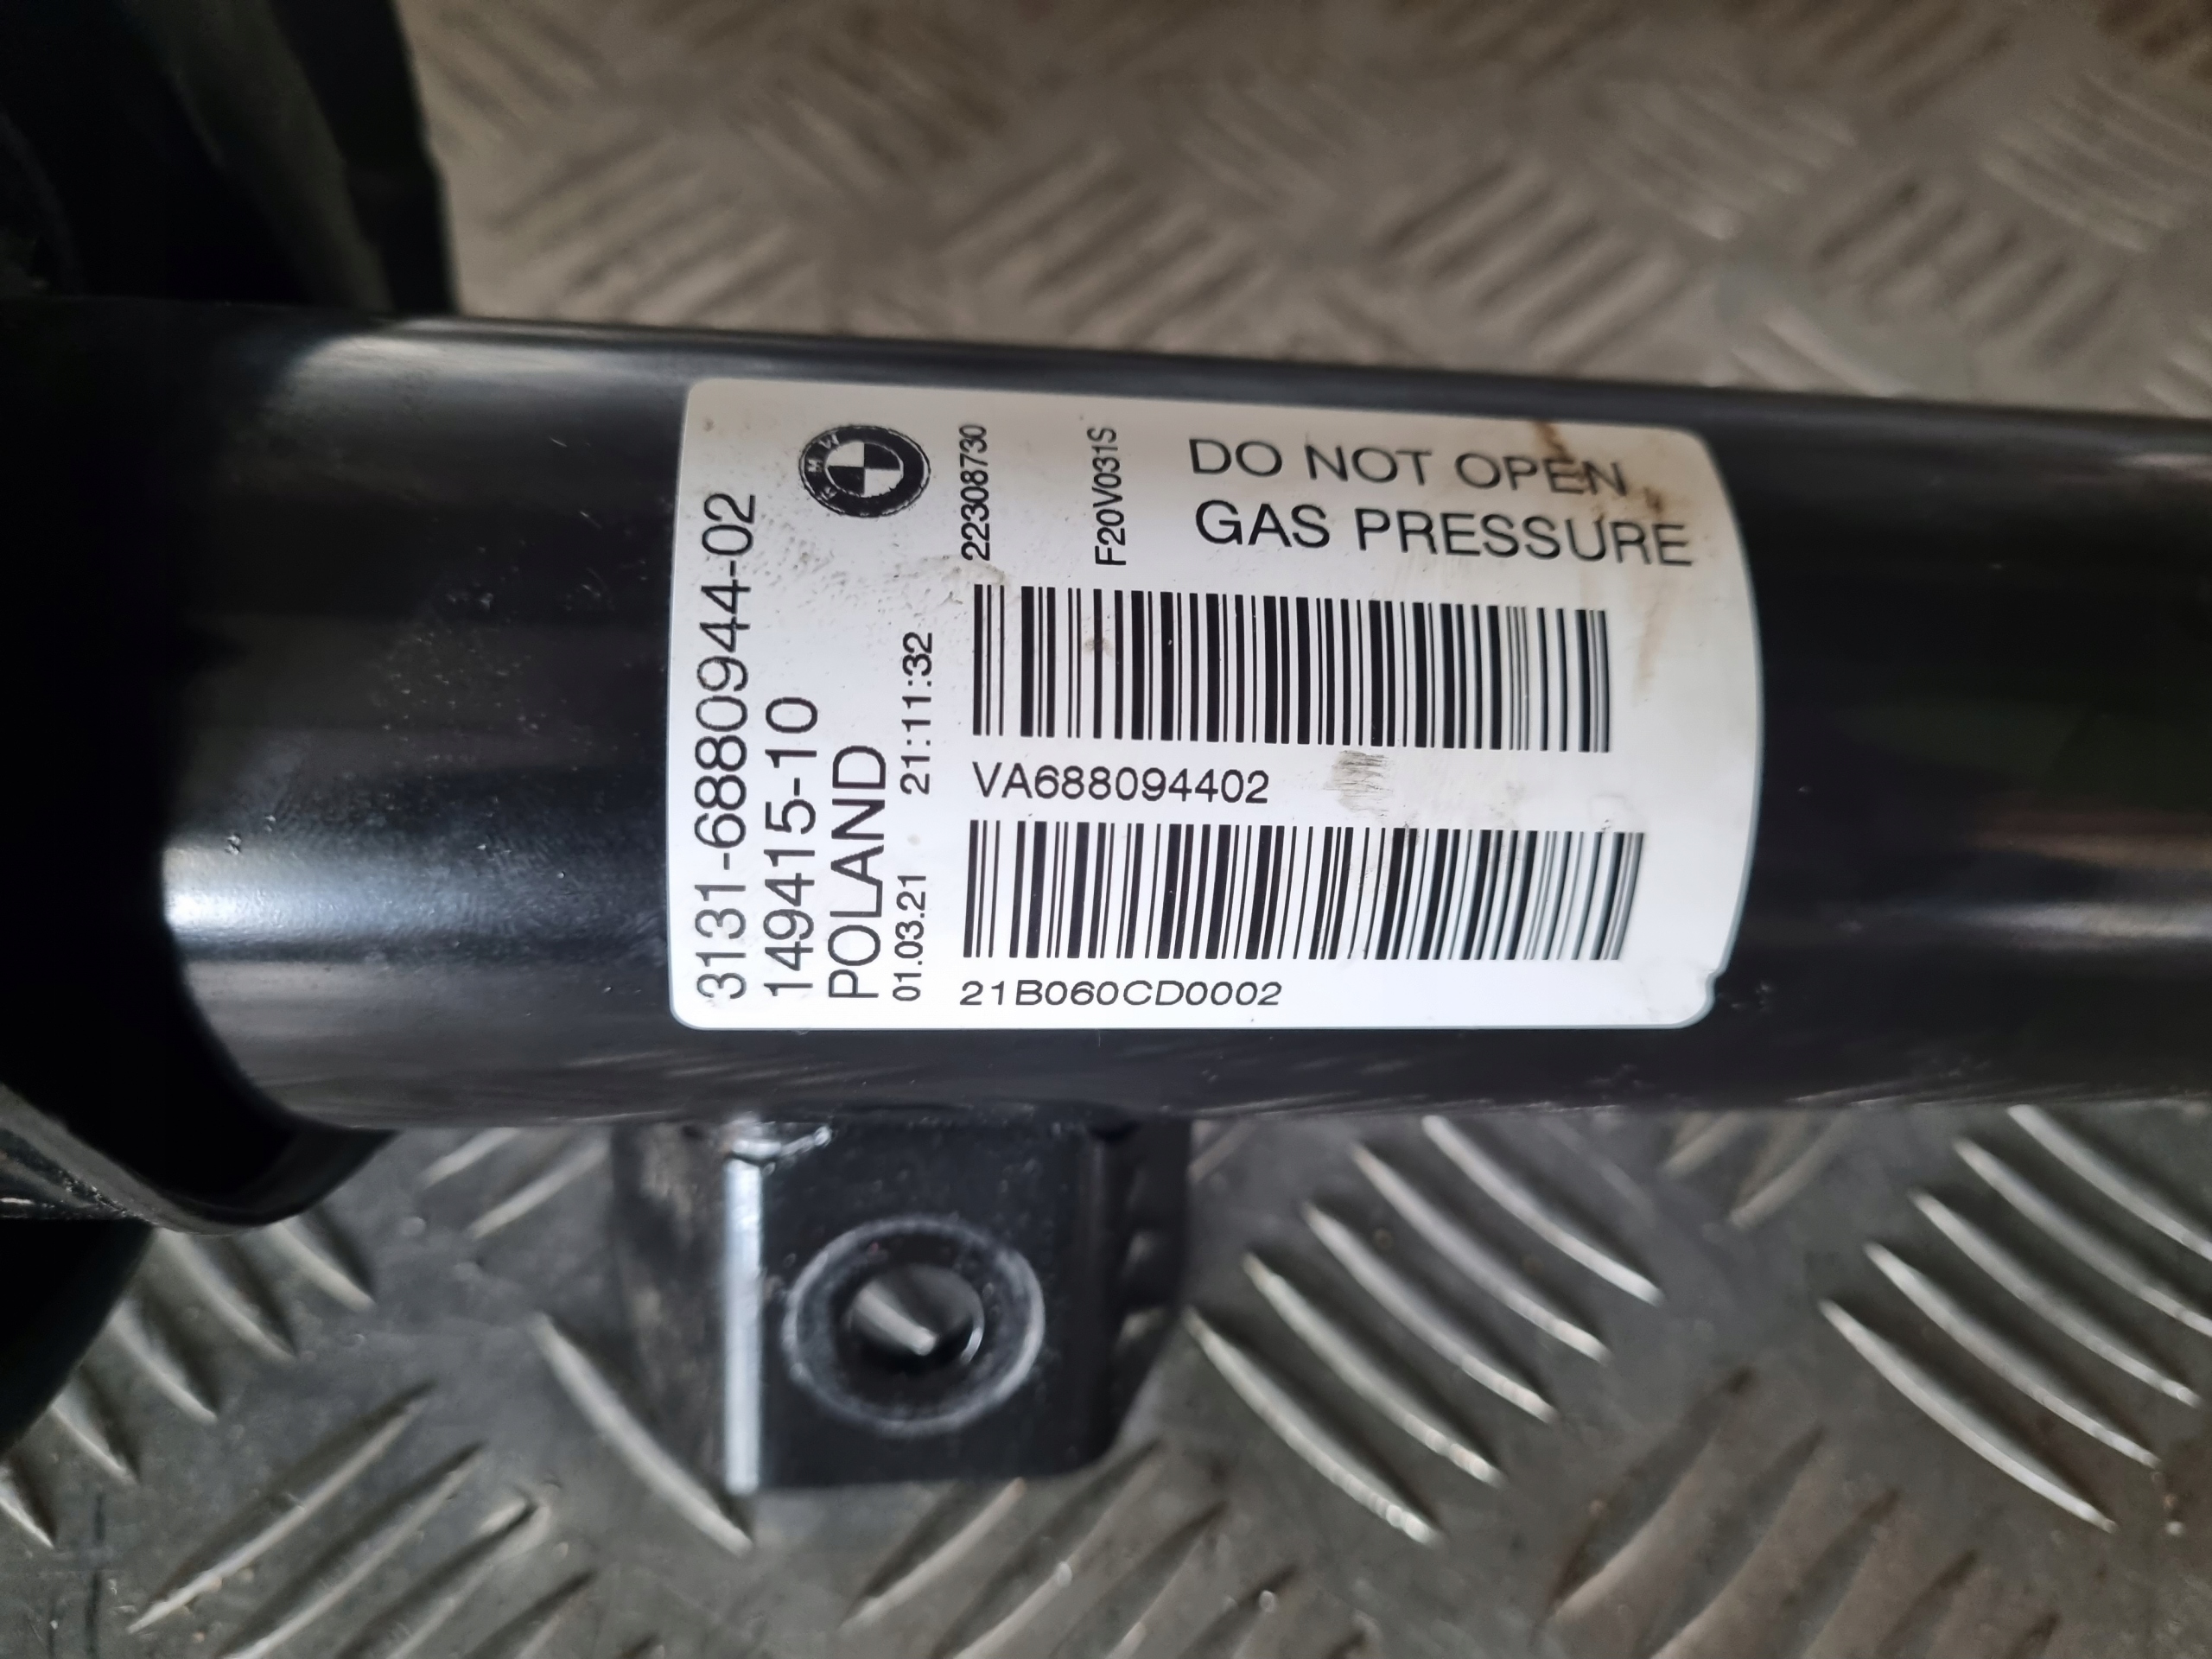 3131-6880944-02
149415-10
POLAND
01.03.21 21:11:32
BMW
22308730
F20V031S
DO NOT OPEN
GAS PRESSURE
VA688094402
21B060CD0002